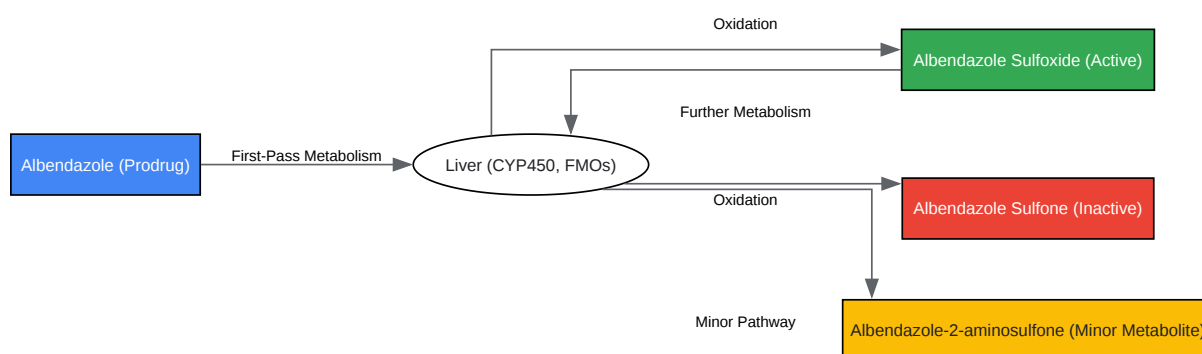 Oxidation
Albendazole Sulfoxide (Active)
Further Metabolism
Albendazole (Prodrug)
First-Pass Metabolism
Liver (CYP450, FMOs)
Oxidation
Albendazole Sulfone (Inactive)
Minor Pathway
Albendazole-2-aminosulfone (Minor Metabolite)